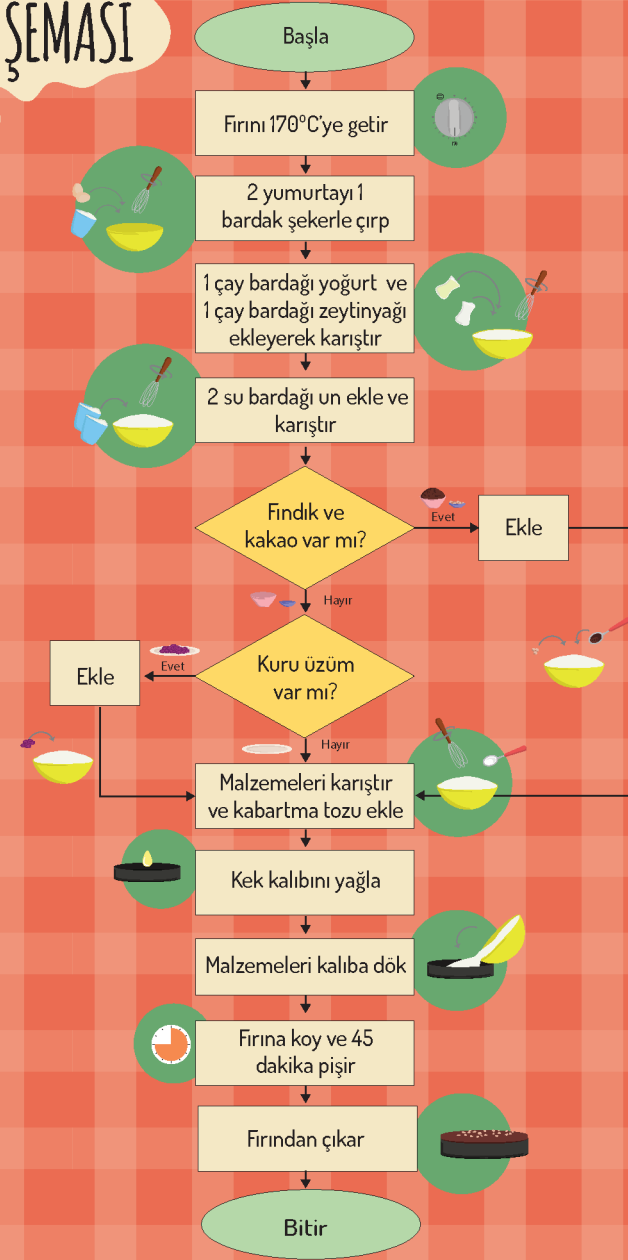 ŞEMASI
Başla
Fırını 170°C'ye getir
2 yumurtayı 1
bardak şekerle çırp
1 çay bardağı yoğurt ve
1 çay bardağı zeytinyağı
ekleyerek karıştır
2 su bardağı un ekle ve
karıştır
Fındık ve
kakao var mı?
Evet
Ekle
Hayır
Kuru üzüm
var mı?
Evet
Ekle
Hayır
Malzemeleri karıştır
ve kabartma tozu ekle
Kek kalıbını yağla
Malzemeleri kalıba dök
Fırına koy ve 45
dakika pişir
Fırından çıkar
Bitir